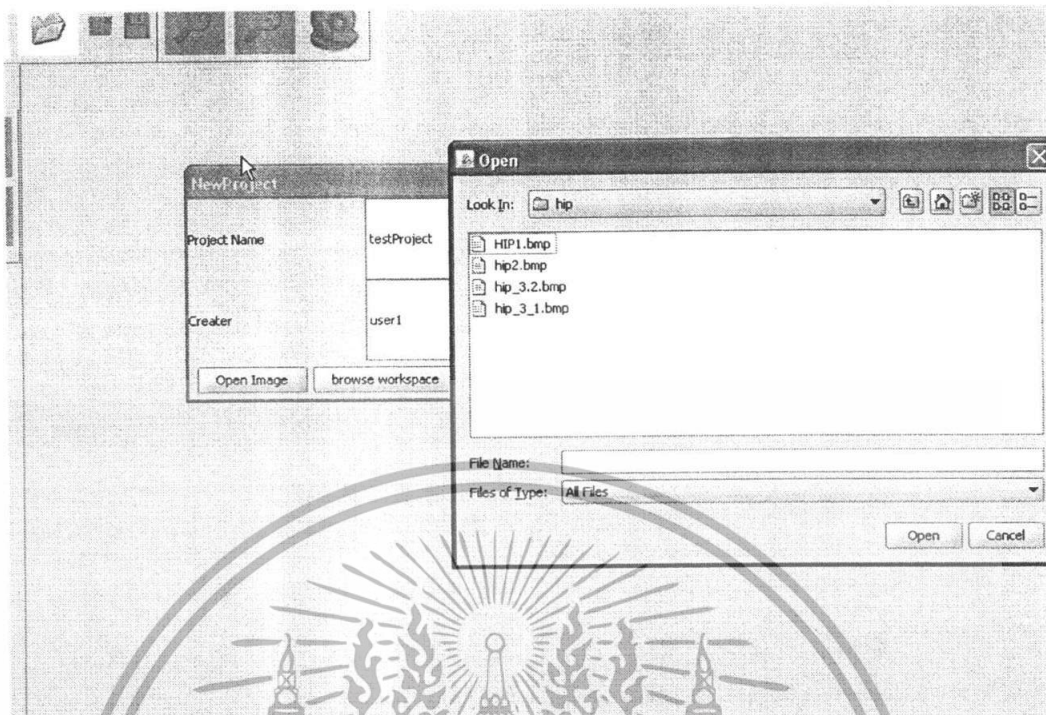 NewProject
Project Name
testProject
Creater
user1
Open Image
browse workspace
Open
Look In:
hip
HIP1.bmp
hip2.bmp
hip_3.2.bmp
hip_3_1.bmp
File Name:
Files of Type:
All Files
Open
Cancel